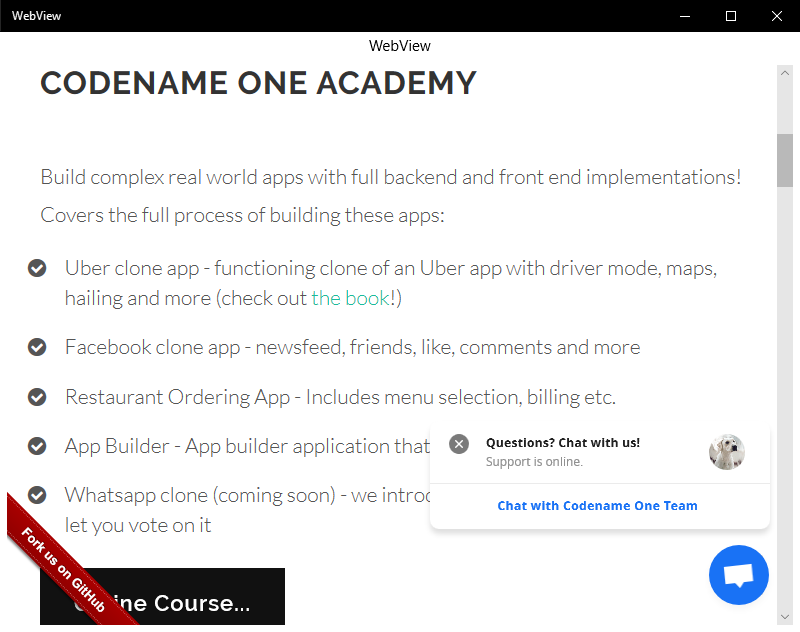 WebView
WebView
CODENAME ONE ACADEMY
Build complex real world apps with full backend and front end implementations!
Covers the full process of building these apps:
Uber clone app - functioning clone of an Uber app with driver mode, maps,
hailing and more (check out the book!)
Facebook clone app - newsfeed, friends, like, comments and more
Restaurant Ordering App - Includes menu selection, billing etc.
App Builder - App builder application that
Whatsapp clone (coming soon) - we
let you vote on it
Questions? Chat with us!
Support is online.
Chat with Codename One Team
Fork us on GitHub
Course...